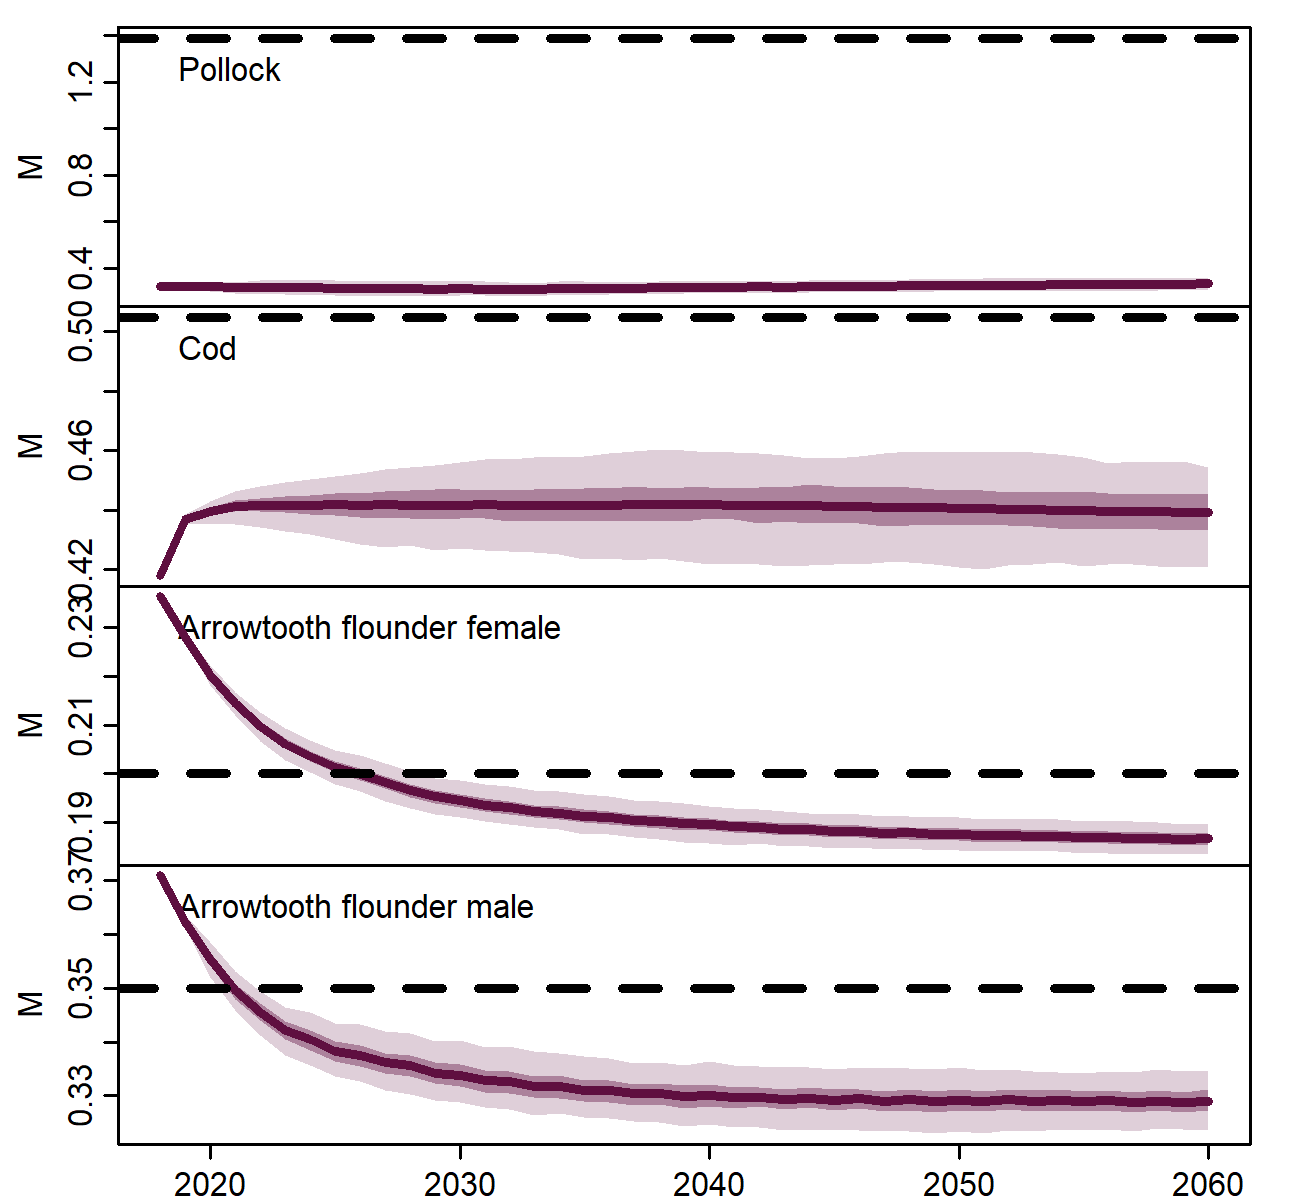 Pollock
M
1.2
0.8
0.4
Cod
M
0.50
0.46
0.42
Arrowtooth flounder female
M
0.23
0.21
0.19
Arrowtooth flounder male
M
0.37
0.35
0.33
2020 2030 2040 2050 2060